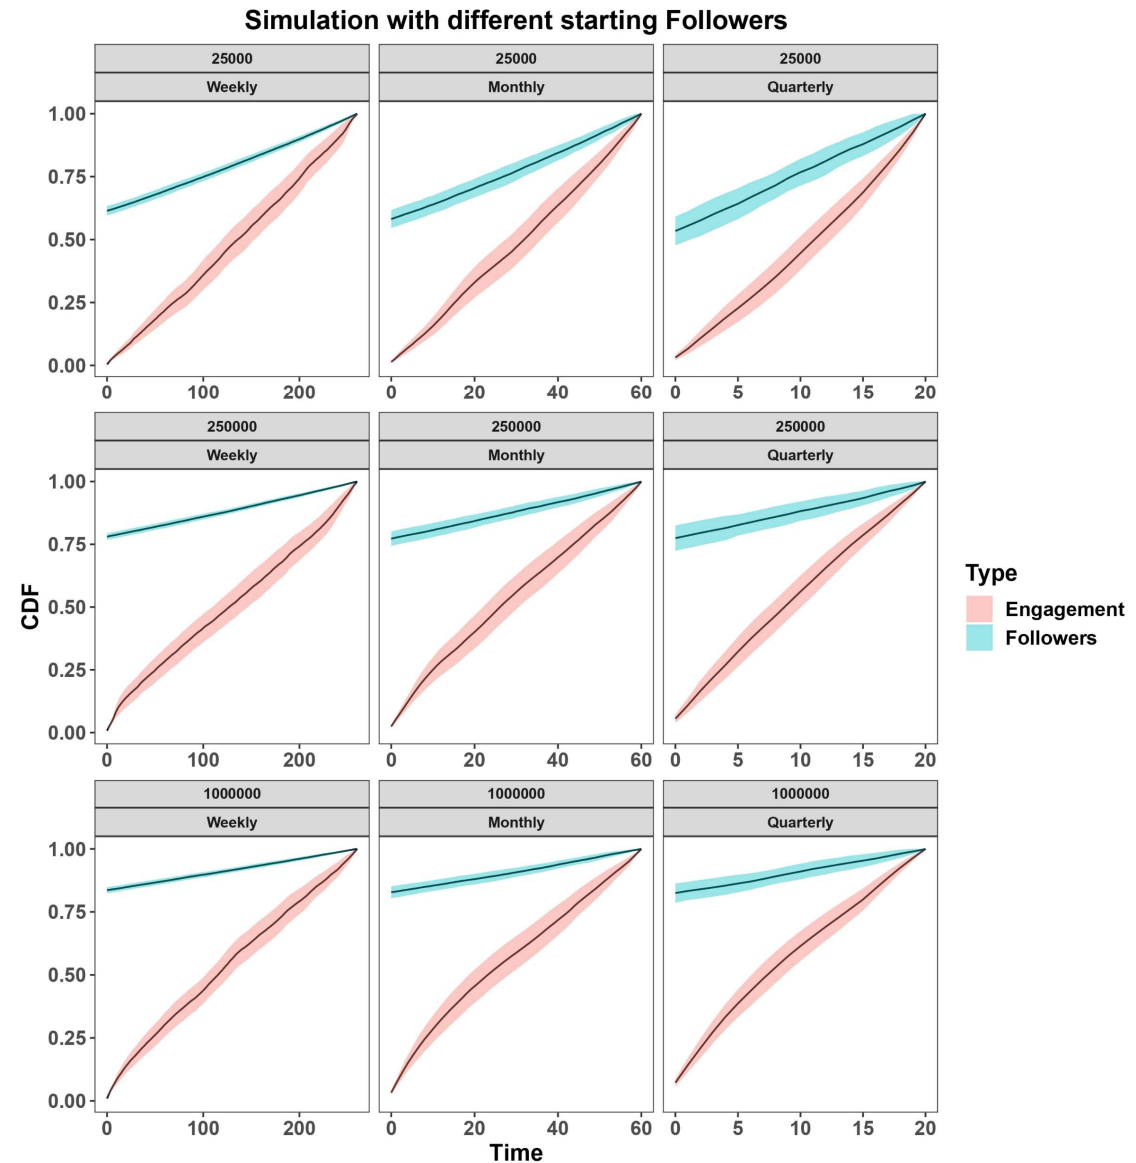 Simulation with different starting Followers
25000 25000 25000
Weekly Monthly Quarterly
1.00
0.75
0.50
0.25
0.00
0 100 200 0 20 40 60 0 5 10 15 20
250000 250000 250000
Weekly Monthly Quarterly
1.00
0.75
0.50
0.25
0.00
0 100 200 0 20 40 60 0 5 10 15 20
1000000 1000000 1000000
Weekly Monthly Quarterly
1.00
0.75
0.50
0.25
0.00
0 100 200 0 20 40 60 0 5 10 15 20
CDF
Time
Type
Engagement
Followers